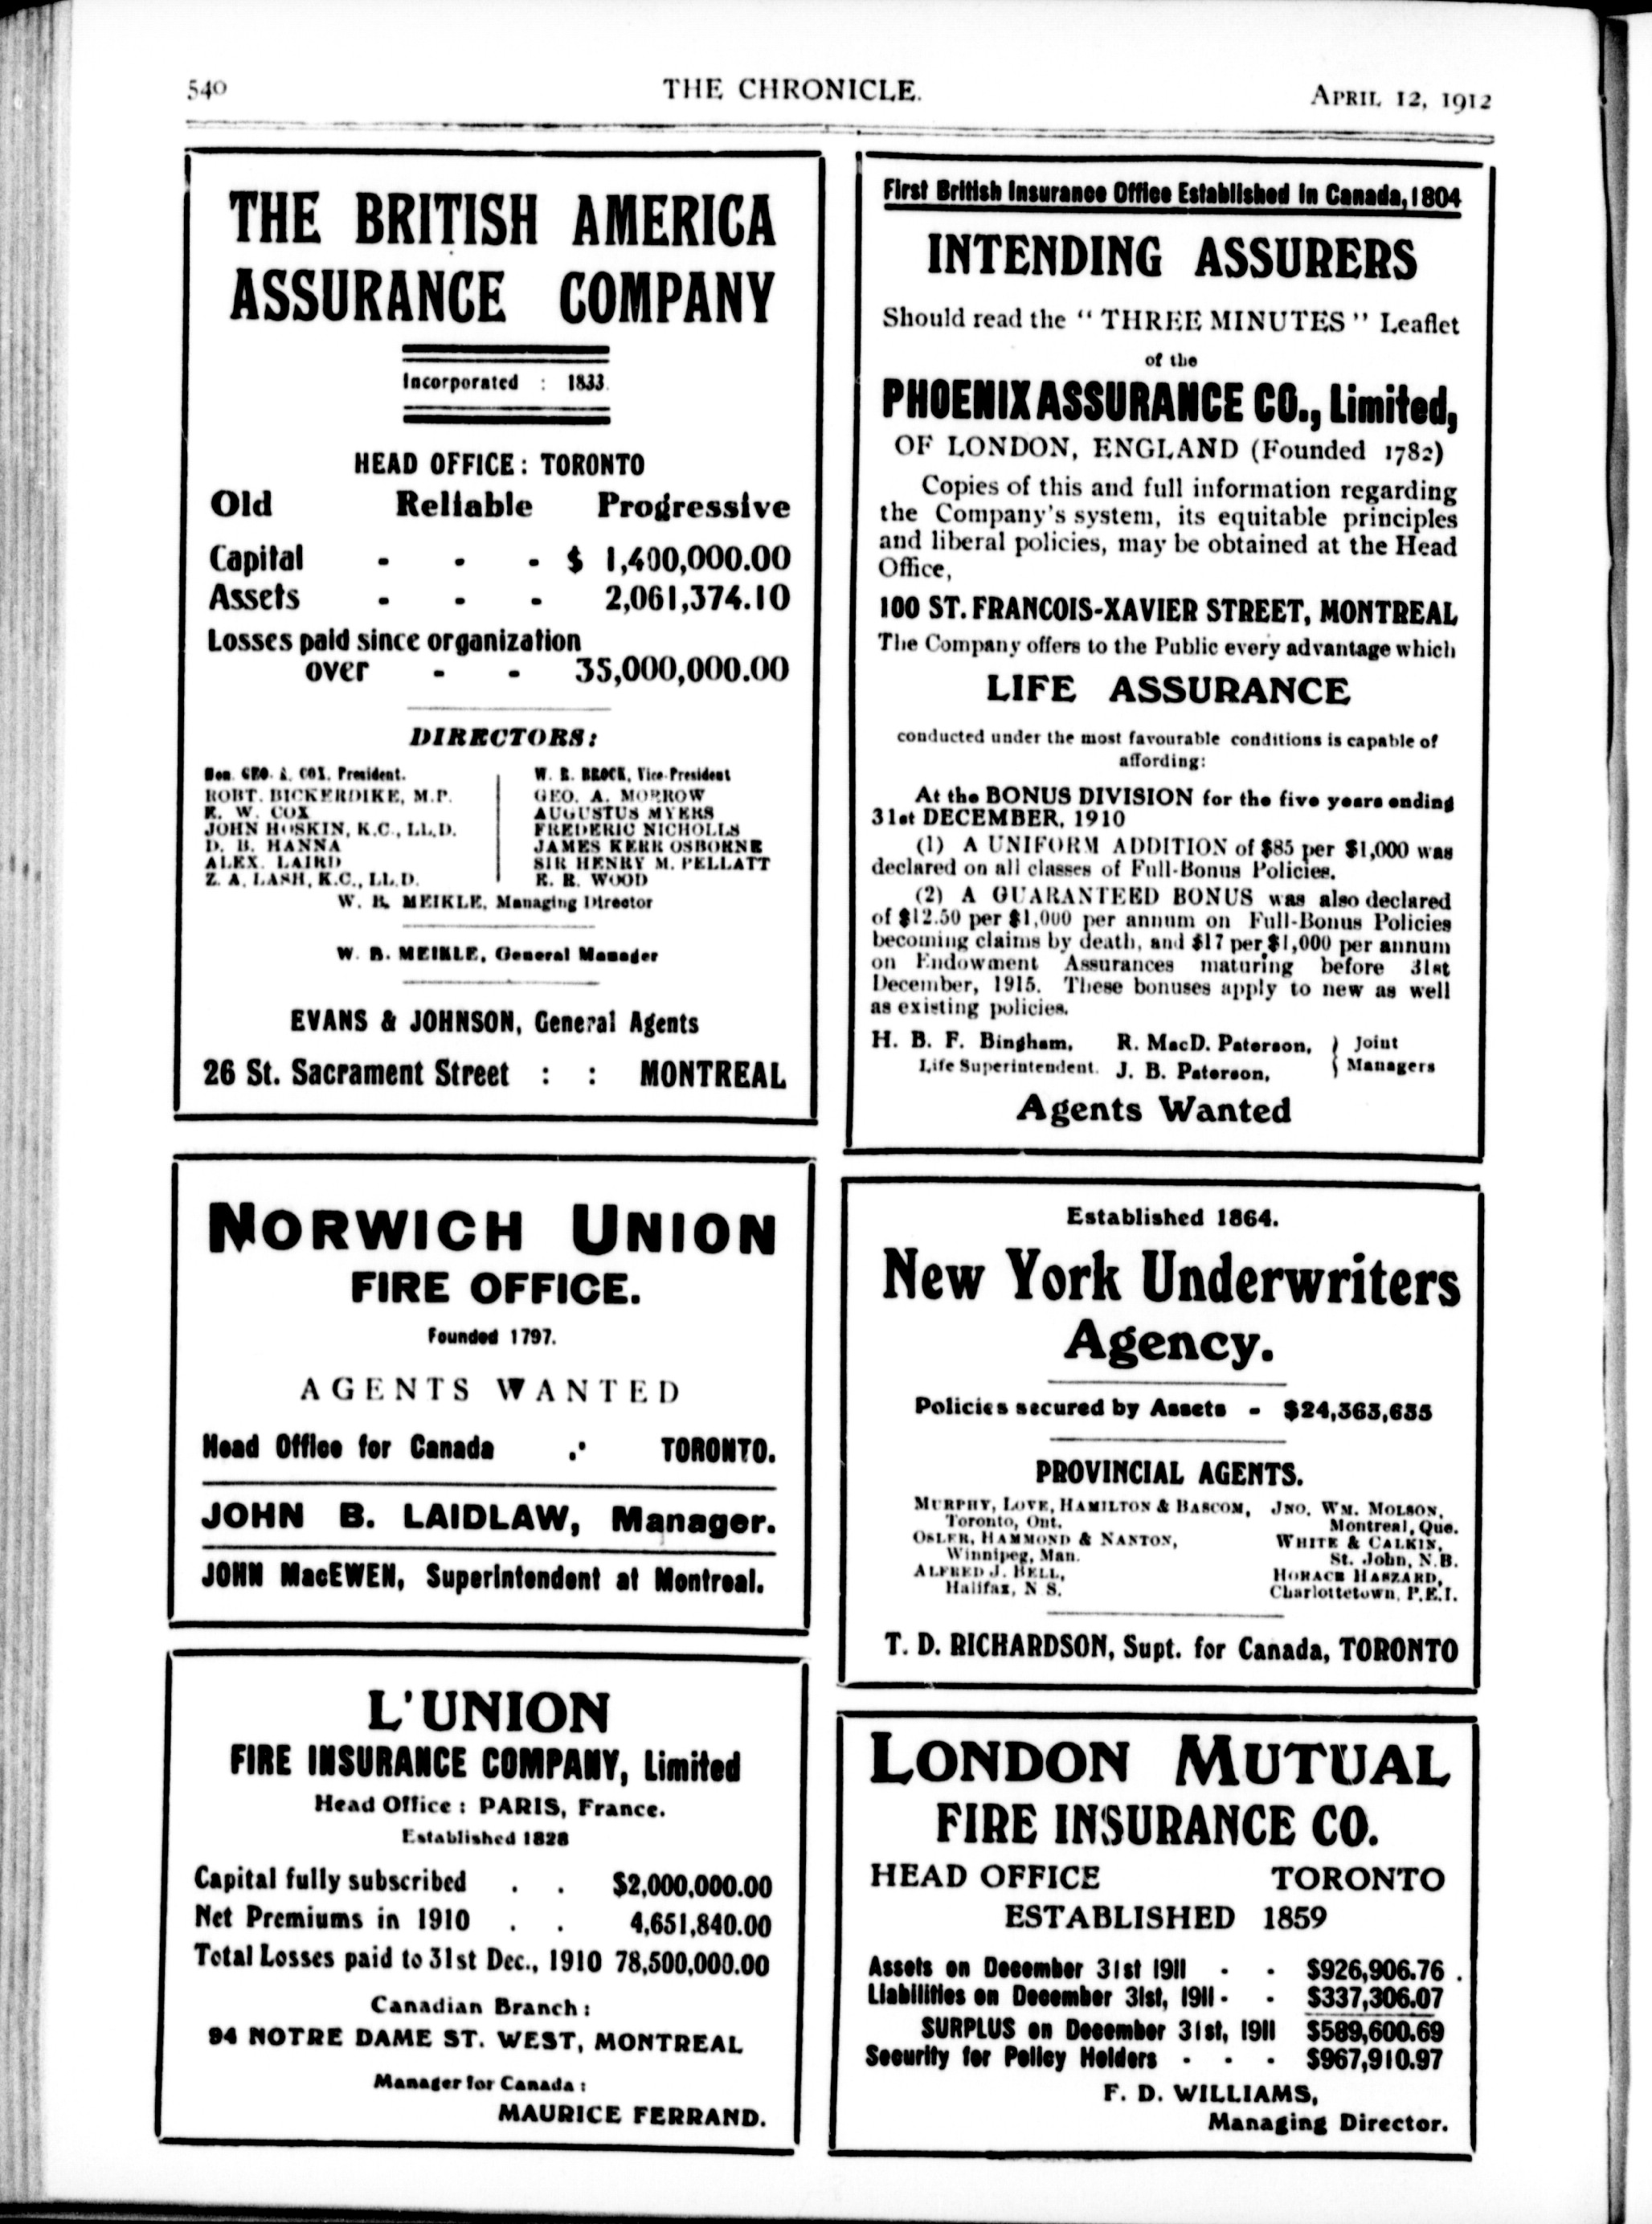 540 THE CHRONICLE. APRIL 12, 1912
THE BRITISH AMERICA
ASSURANCE COMPANY
Incorporated : 1833.
HEAD OFFICE: TORONTO
Old Reliable Progressive
Capital - - - $ 1,400,000.00
Assets - - - 2,061,374.10
Losses paid since organization
over - - 35,000,000.00
DIRECTORS:
Hon. GEO. A. COX, President. W. R. BROCK, Vice-President
ROBT. BICKERDIKE, M.P. GEO. A. MORROW
E. W. COX AUGUSTUS MYERS
JOHN HOSKIN, K.C., LL.D. FREDERIC NICHOLLS
D. B. HANNA JAMES KERR OSBORNE
ALEX. LAIRD SIR HENRY M. PELLATT
Z. A. LASH, K.C., LL.D. E. R. WOOD
W. B. MEIKLE, Managing Director
W. B. MEIKLE, General Manager
EVANS & JOHNSON, General Agents
26 St. Sacrament Street : : MONTREAL
First British Insurance Office Established in Canada, 1804
INTENDING ASSURERS
Should read the "THREE MINUTES" Leaflet
of the
PHOENIX ASSURANCE CO., Limited,
OF LONDON, ENGLAND (Founded 1782)
Copies of this and full information regarding
the Company's system, its equitable principles
and liberal policies, may be obtained at the Head
Office,
100 ST. FRANCOIS-XAVIER STREET, MONTREAL
The Company offers to the Public every advantage which
LIFE ASSURANCE
conducted under the most favourable conditions is capable of
affording:
At the BONUS DIVISION for the five years ending
31st DECEMBER, 1910
(1) A UNIFORM ADDITION of $85 per $1,000 was
declared on all classes of Full-Bonus Policies.
(2) A GUARANTEED BONUS was also declared
of $12.50 per $1,000 per annum on Full-Bonus Policies
becoming claims by death, and $17 per $1,000 per annum
on Endowment Assurances maturing before 31st
December, 1915. These bonuses apply to new as well
as existing policies.
H. B. F. Bingham, R. MacD. Paterson, } Joint
Life Superintendent. J. B. Paterson, } Managers
Agents Wanted
NORWICH UNION
FIRE OFFICE.
Founded 1797.
AGENTS WANTED
Head Office for Canada .· TORONTO.
JOHN B. LAIDLAW, Manager.
JOHN MacEWEN, Superintendent at Montreal.
Established 1864.
New York Underwriters
Agency.
Policies secured by Assets - $24,363,635
PROVINCIAL AGENTS.
MURPHY, LOVE, HAMILTON & BASCOM, JNO. WM. MOLSON,
Toronto, Ont. Montreal, Que.
OSLER, HAMMOND & NANTON, WHITE & CALKIN,
Winnipeg, Man. St. John, N.B.
ALFRED J. BELL, HORACE HASZARD,
Halifax, N S. Charlottetown, P.E.I.
T. D. RICHARDSON, Supt. for Canada, TORONTO
L'UNION
FIRE INSURANCE COMPANY, Limited
Head Office : PARIS, France.
Established 1828
Capital fully subscribed . . $2,000,000.00
Net Premiums in 1910 . . 4,651,840.00
Total Losses paid to 31st Dec., 1910 78,500,000.00
Canadian Branch:
94 NOTRE DAME ST. WEST, MONTREAL
Manager for Canada:
MAURICE FERRAND.
LONDON MUTUAL
FIRE INSURANCE CO.
HEAD OFFICE TORONTO
ESTABLISHED 1859
Assets on December 31st 1911 - - $926,906.76 .
Liabilities on December 31st, 1911 - - $337,306.07
SURPLUS on December 31st, 1911 $589,600.69
Security for Policy Holders - - - $967,910.97
F. D. WILLIAMS,
Managing Director.